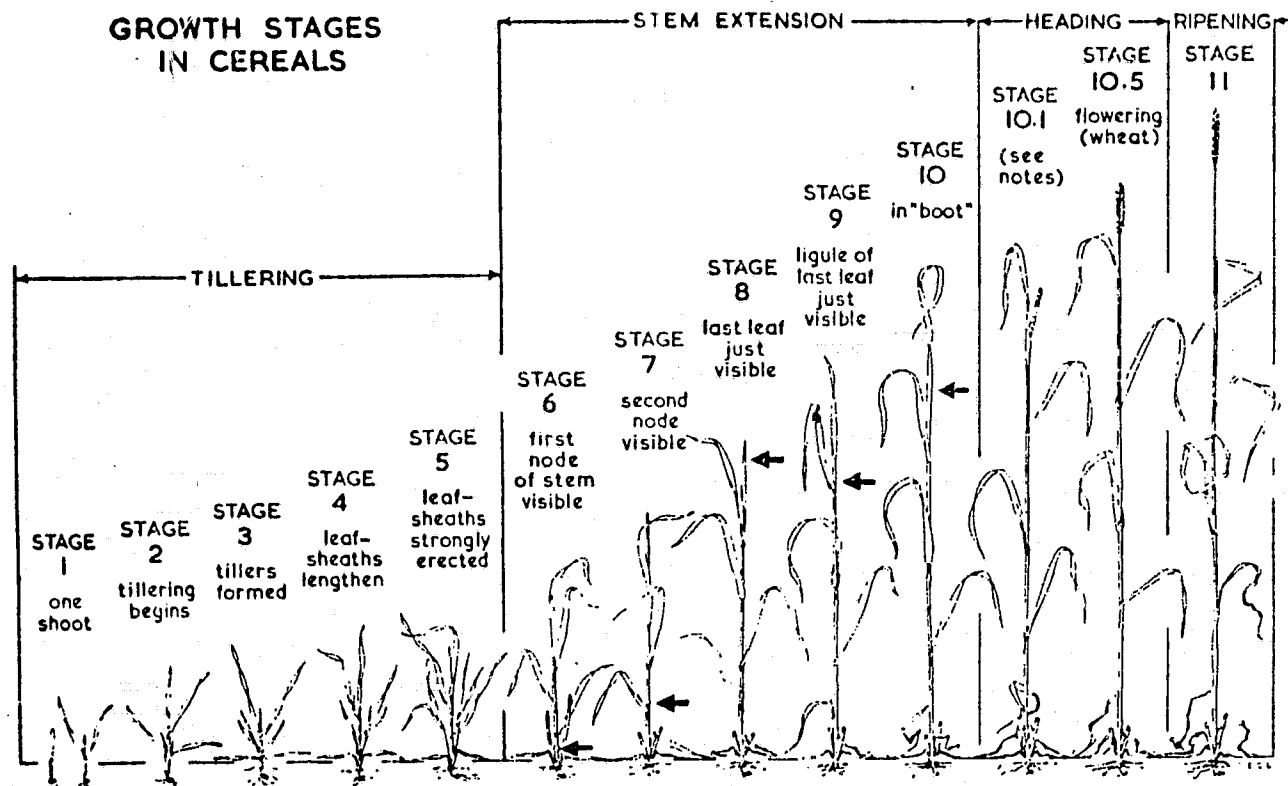 GROWTH STAGES
IN CEREALS
TILLERING
STEM EXTENSION
HEADING
RIPENING
STAGE
1
one
shoot
STAGE
2
tillering
begins
STAGE
3
tillers
formed
STAGE
4
leaf-
sheaths
lengthen
STAGE
5
leaf-
sheaths
strongly
erected
STAGE
6
first
node
of stem
visible
STAGE
7
second
node
visible
STAGE
8
last leaf
just
visible
STAGE
9
ligule of
last leaf
just
visible
STAGE
10
in "boot"
STAGE
10.1
(see
notes)
STAGE
10.5
flowering
(wheat)
STAGE
11